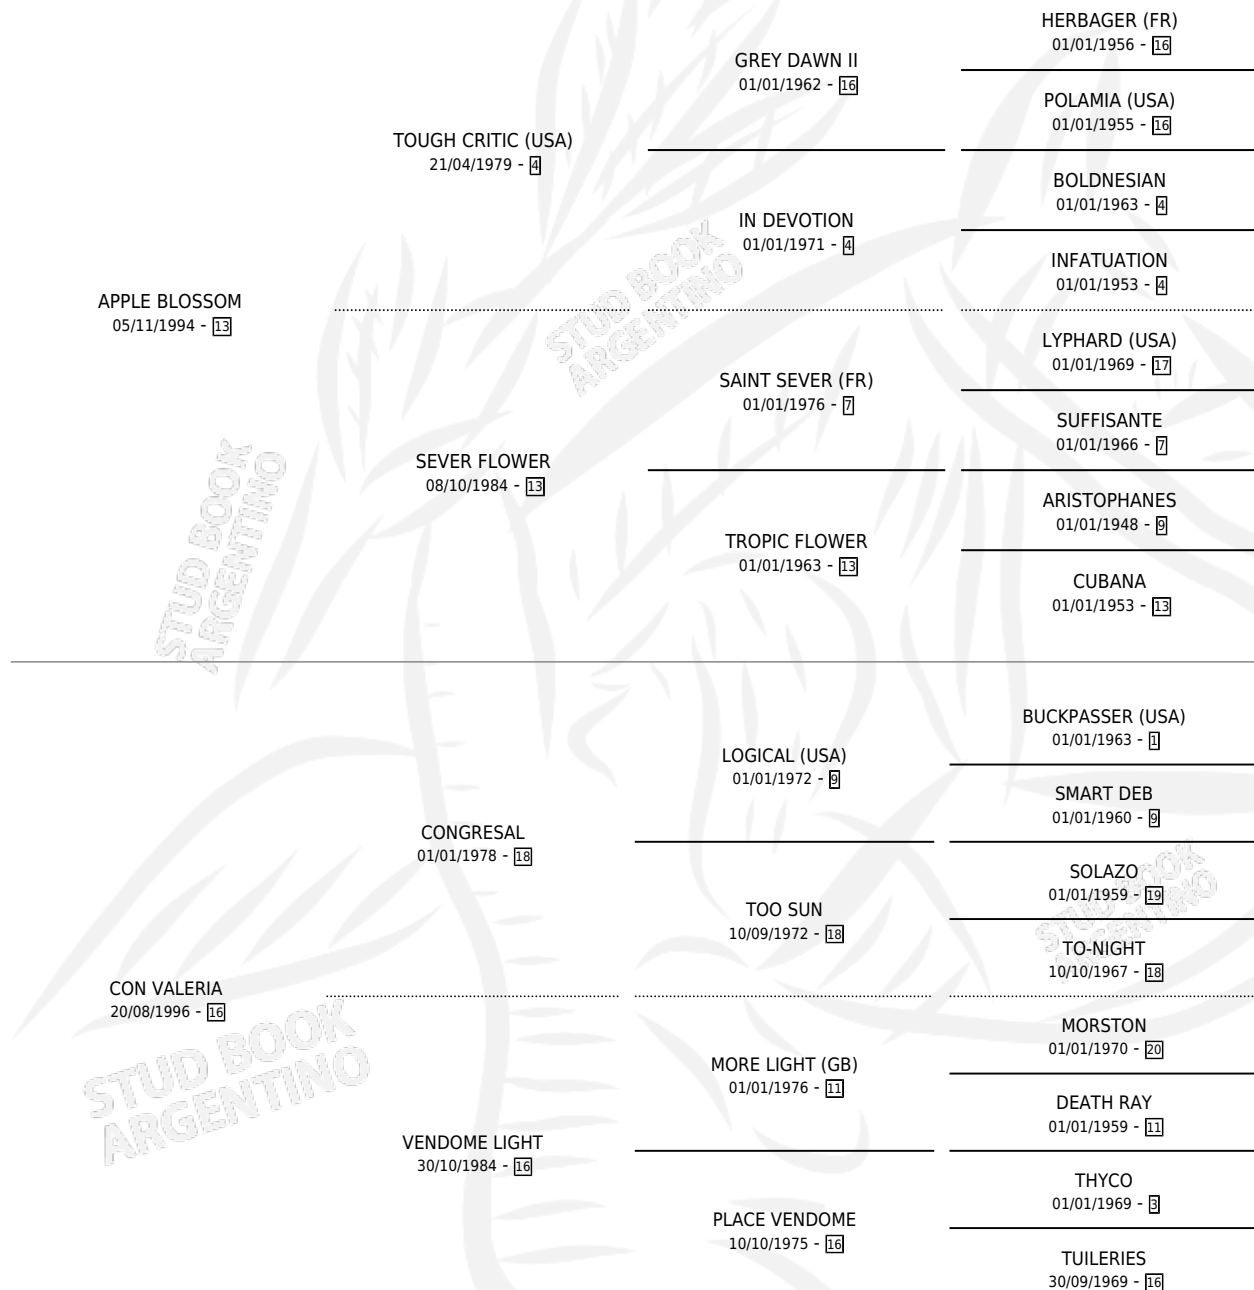 HERBAGER (FR)
01/01/1956 - 16
GREY DAWN II
01/01/1962 - 16
POLAMIA (USA)
01/01/1955 - 16
TOUGH CRITIC (USA)
21/04/1979 - 4
BOLDNESIAN
01/01/1963 - 4
IN DEVOTION
01/01/1971 - 4
INFATUATION
01/01/1953 - 4
APPLE BLOSSOM
05/11/1994 - 13
LYPHARD (USA)
01/01/1969 - 17
SAINT SEVER (FR)
01/01/1976 - 7
SUFFISANTE
01/01/1966 - 7
SEVER FLOWER
08/10/1984 - 13
ARISTOPHANES
01/01/1948 - 9
TROPIC FLOWER
01/01/1963 - 13
CUBANA
01/01/1953 - 13
BUCKPASSER (USA)
01/01/1963 - 1
LOGICAL (USA)
01/01/1972 - 9
SMART DEB
01/01/1960 - 9
CONGRESAL
01/01/1978 - 18
SOLAZO
01/01/1959 - 19
TOO SUN
10/09/1972 - 18
TO-NIGHT
10/10/1967 - 18
CON VALERIA
20/08/1996 - 16
MORSTON
01/01/1970 - 20
MORE LIGHT (GB)
01/01/1976 - 11
DEATH RAY
01/01/1959 - 11
VENDOME LIGHT
30/10/1984 - 16
THYCO
01/01/1969 - 3
PLACE VENDOME
10/10/1975 - 16
TUILERIES
30/09/1969 - 16
STUD BOOK
ARGENTINO
STUD BOOK
ARGENTINO
STUD BOOK
ARGENTINO
STUD BOOK
ARGENTINO